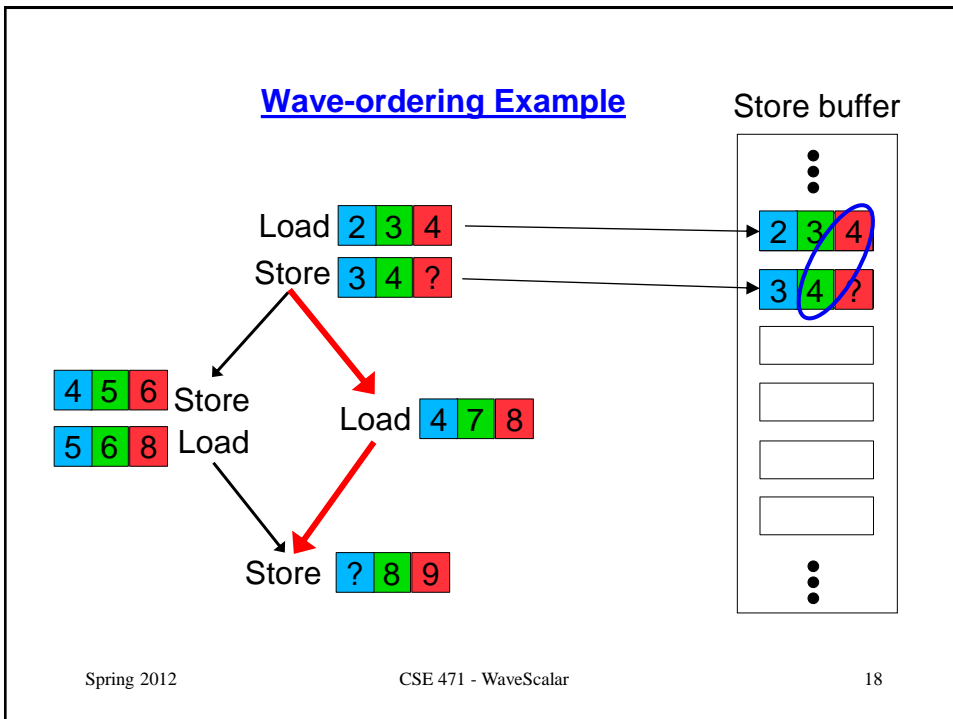 Wave-ordering Example
Store buffer
Load 2 3 4
2 3 4
Store 3 4 ?
3 4 ?
4 5 6 Store
Load 4 7 8
5 6 8 Load
Store ? 8 9
Spring 2012
CSE 471 - WaveScalar
18